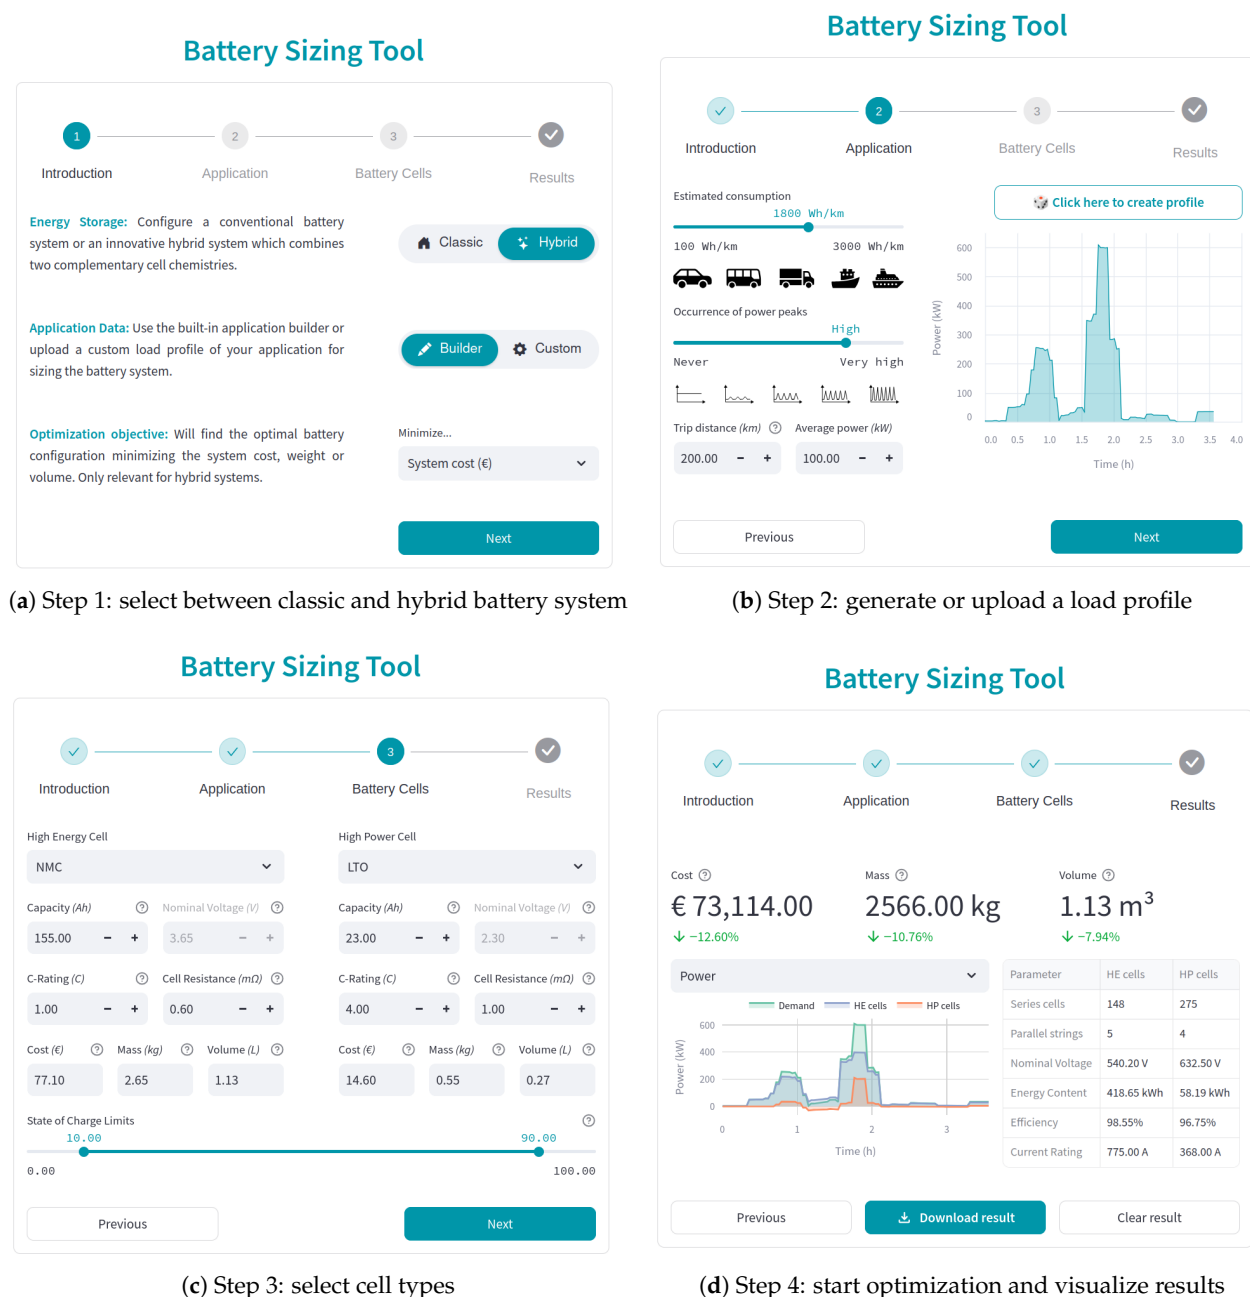 Battery Sizing Tool
1
2
3
Introduction
Application
Battery Cells
Results
Energy Storage: Configure a conventional battery
system or an innovative hybrid system which combines
two complementary cell chemistries.
Classic
Hybrid
Application Data: Use the built-in application builder or
upload a custom load profile of your application for
sizing the battery system.
Builder
Custom
Optimization objective: Will find the optimal battery
configuration minimizing the system cost, weight or
volume. Only relevant for hybrid systems.
Minimize...
System cost (€)
Next
(a) Step 1: select between classic and hybrid battery system
Battery Sizing Tool
2
3
Introduction
Application
Battery Cells
Results
Estimated consumption
1800 Wh/km
100 Wh/km
3000 Wh/km
Occurrence of power peaks
High
Never
Very high
Trip distance (km)
Average power (kW)
200.00 - +
100.00 - +
Click here to create profile
600
500
400
300
200
100
0
Power (kW)
0.0 0.5 1.0 1.5 2.0 2.5 3.0 3.5 4.0
Time (h)
Previous
Next
(b) Step 2: generate or upload a load profile
Battery Sizing Tool
3
Introduction
Application
Battery Cells
Results
High Energy Cell
High Power Cell
NMC
LTO
Capacity (Ah) Nominal Voltage (V) Capacity (Ah) Nominal Voltage (V)
155.00 - + 3.65 - + 23.00 - + 2.30 - +
C-Rating (C) Cell Resistance (mΩ) C-Rating (C) Cell Resistance (mΩ)
1.00 - + 0.60 - + 4.00 - + 1.00 - +
Cost (€) Mass (kg) Volume (L) Cost (€) Mass (kg) Volume (L)
77.10 2.65 1.13 14.60 0.55 0.27
State of Charge Limits
10.00 90.00
0.00 100.00
Previous
Next
(c) Step 3: select cell types
Battery Sizing Tool
Introduction
Application
Battery Cells
Results
Cost Mass Volume
€ 73,114.00 2566.00 kg 1.13 m³
↓ −12.60% ↓ −10.76% ↓ −7.94%
Power
Demand HE cells HP cells
600
400
200
0
Power (kW)
0 1 2 3
Time (h)
Parameter HE cells HP cells
Series cells 148 275
Parallel strings 5 4
Nominal Voltage 540.20 V 632.50 V
Energy Content 418.65 kWh 58.19 kWh
Efficiency 98.55% 96.75%
Current Rating 775.00 A 368.00 A
Previous
Download result
Clear result
(d) Step 4: start optimization and visualize results